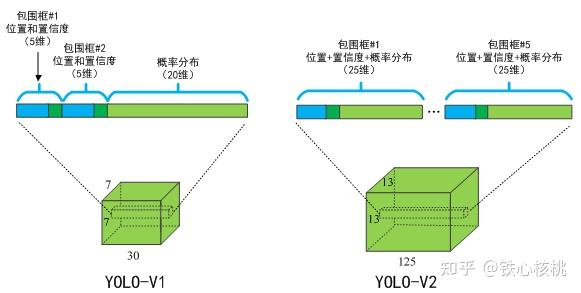 包围框#1
位置和置信度
（5维）
包围框#2
位置和置信度
（5维）
概率分布
（20维）
7
7
30
YOLO-V1
包围框#1
位置+置信度+概率分布
（25维）
包围框#5
位置+置信度+概率分布
（25维）
...
13
13
125
YOLO-V2
知乎 @铁心核桃